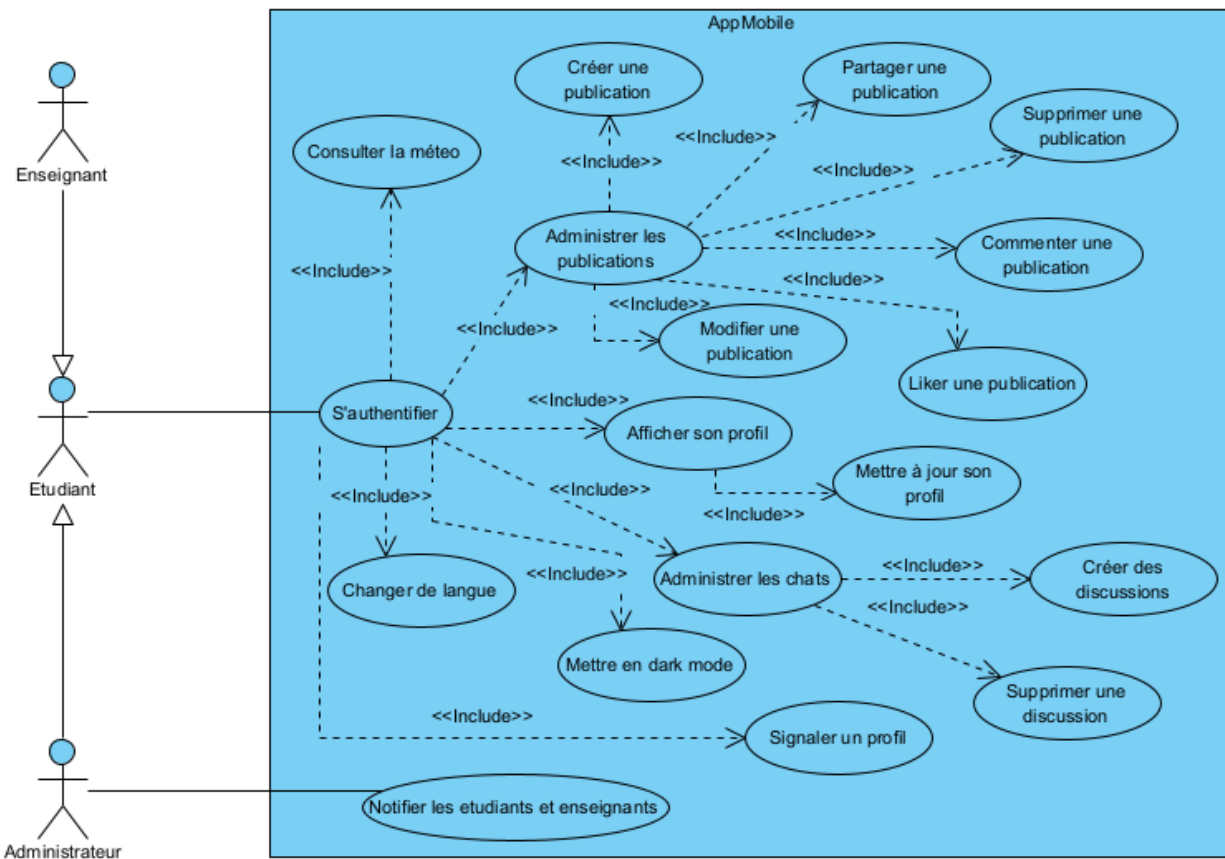 AppMobile
Créer une
publication
Partager une
publication
Supprimer une
publication
<<Include>>
<<Include>>
<<Include>>
Consulter la méteo
Enseignant
Administrer les
publications
<<Include>>
Commenter une
publication
<<Include>>
<<Include>>
<<Include>>
<<Include>>
Modifier une
publication
Liker une publication
S'authentifier
<<Include>>
Afficher son profil
Etudiant
<<Include>>
<<Include>>
Mettre à jour son
profil
<<Include>>
Changer de langue
<<Include>>
Administrer les chats
<<Include>>
<<Include>>
Créer des
discussions
Mettre en dark mode
Supprimer une
discussion
<<Include>>
Signaler un profil
Notifier les etudiants et enseignants
Administrateur